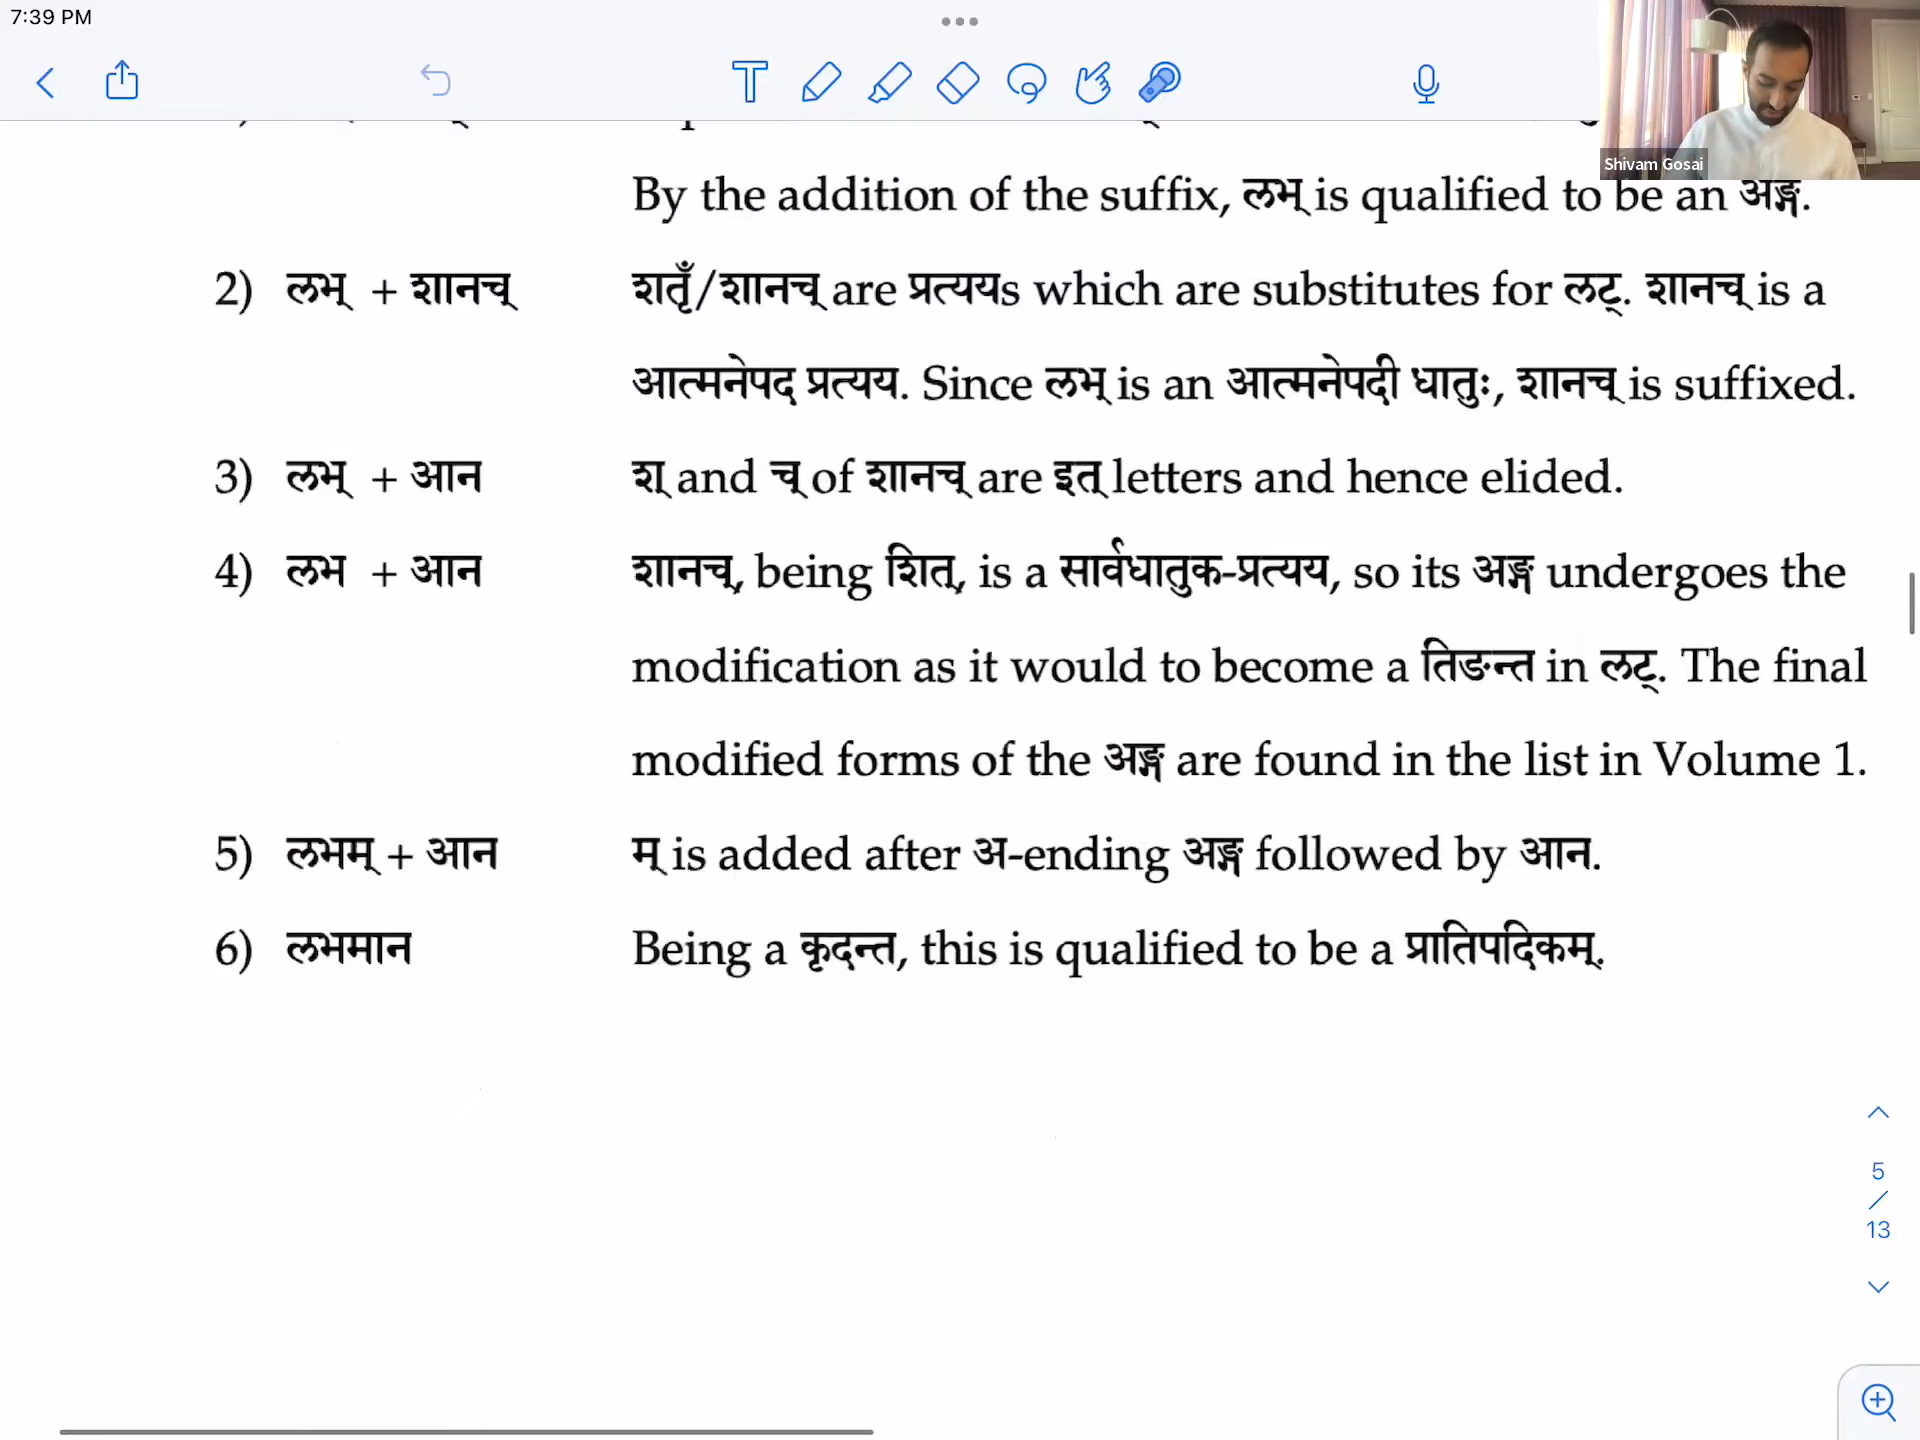 7:39 PM
Shivam Gosai
By the addition of the suffix, लभ् is qualified to be an अङ्ग.
2) लभ् + शानच् शतृँ/शानच् are प्रत्ययs which are substitutes for लट्. शानच् is a
आत्मनेपद प्रत्यय. Since लभ् is an आत्मनेपदी धातुः, शानच् is suffixed.
3) लभ् + आन श् and च् of शानच् are इत् letters and hence elided.
4) लभ + आन शानच्, being शित्, is a सार्वधातुक-प्रत्यय, so its अङ्ग undergoes the
modification as it would to become a तिङन्त in लट्. The final
modified forms of the अङ्ग are found in the list in Volume 1.
5) लभम् + आन म् is added after अ-ending अङ्ग followed by आन.
6) लभमान Being a कृदन्त, this is qualified to be a प्रातिपदिकम्.
5
/
13